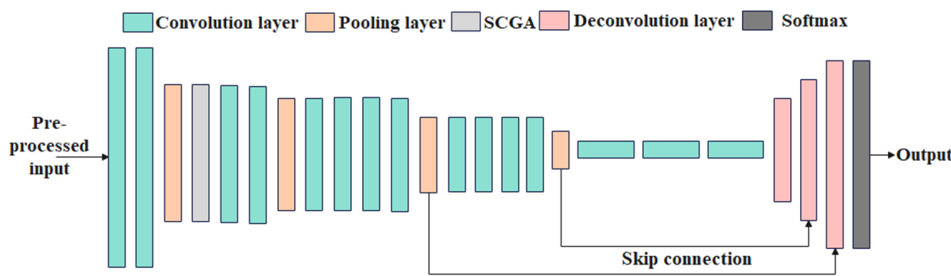 Convolution layer Pooling layer SCGA Deconvolution layer Softmax
Pre-
processed
input
Output
Skip connection